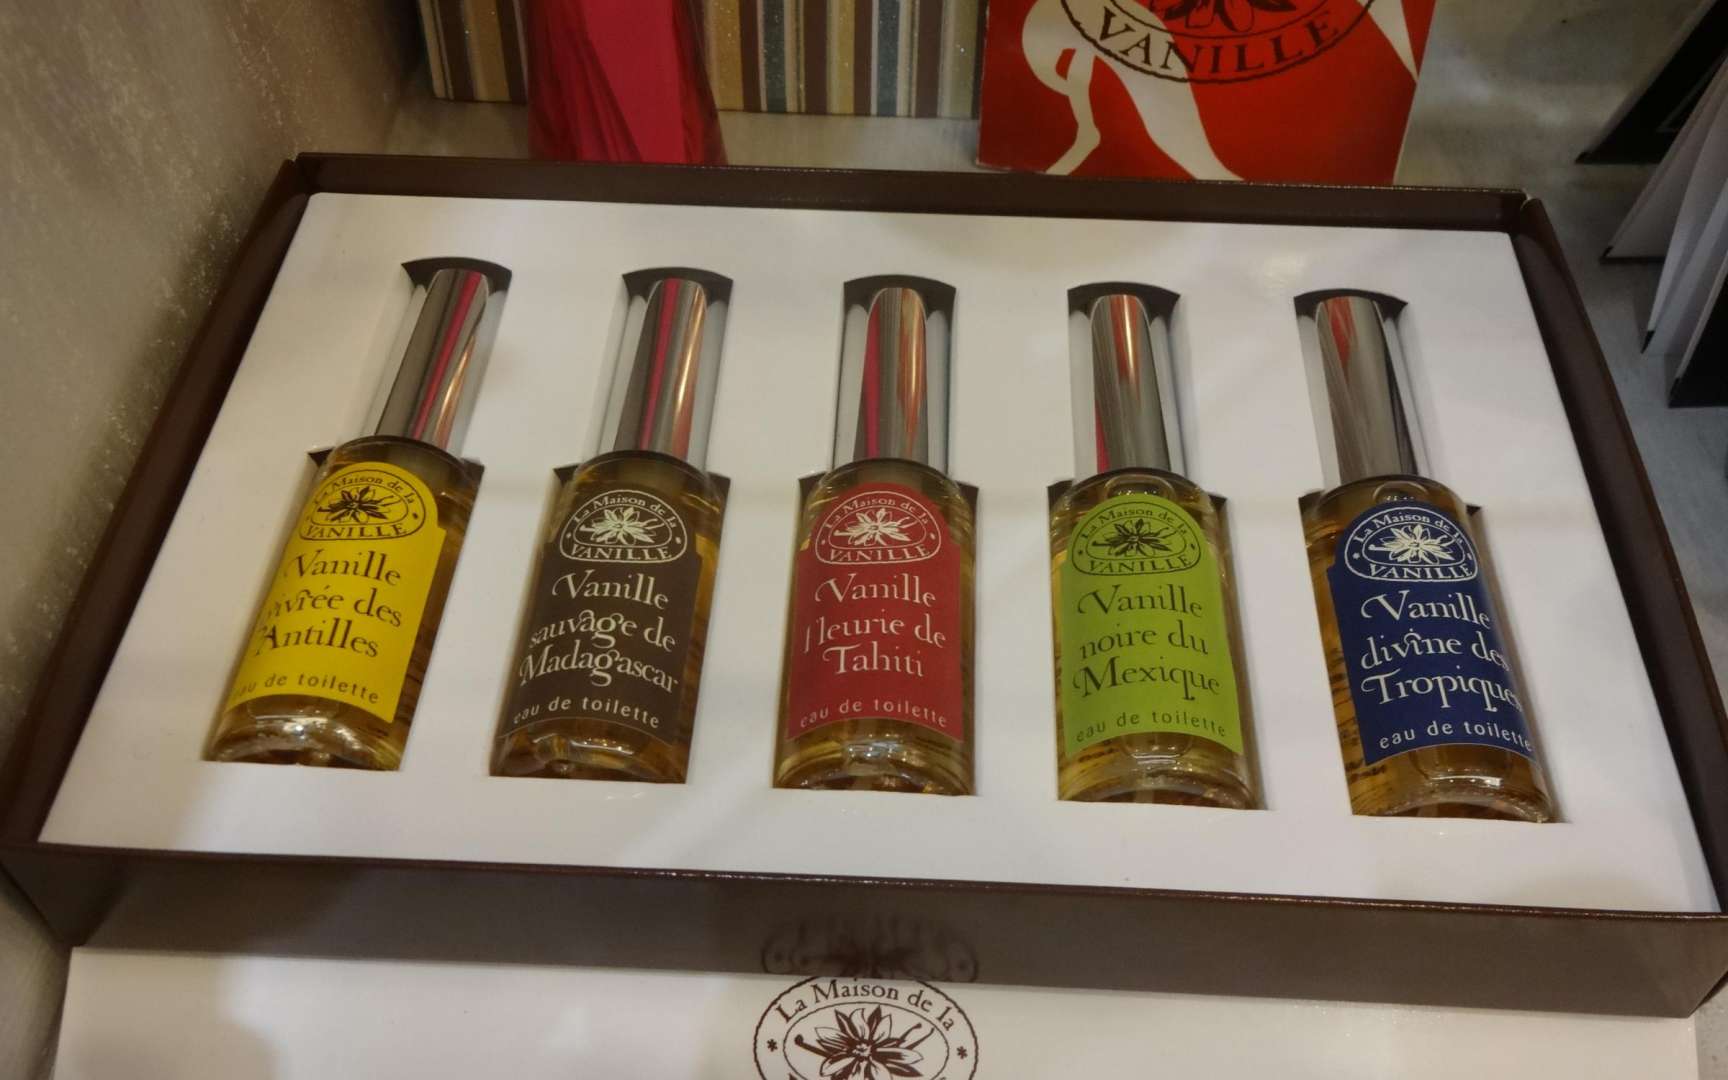 VANILLE
La Maison de la
VANILLE
Vanille
ivrée des
Antilles
eau de toilette
La Maison de la
VANILLE
Vanille
sauvage de
Madagascar
eau de toilette
La Maison de la
VANILLE
Vanille
fleurie de
Tahiti
eau de toilette
La Maison de la
VANILLE
Vanille
noire du
Mexique
eau de toilette
La Maison de la
VANILLE
Vanille
divine des
Tropiques
eau de toilette
La Maison de la